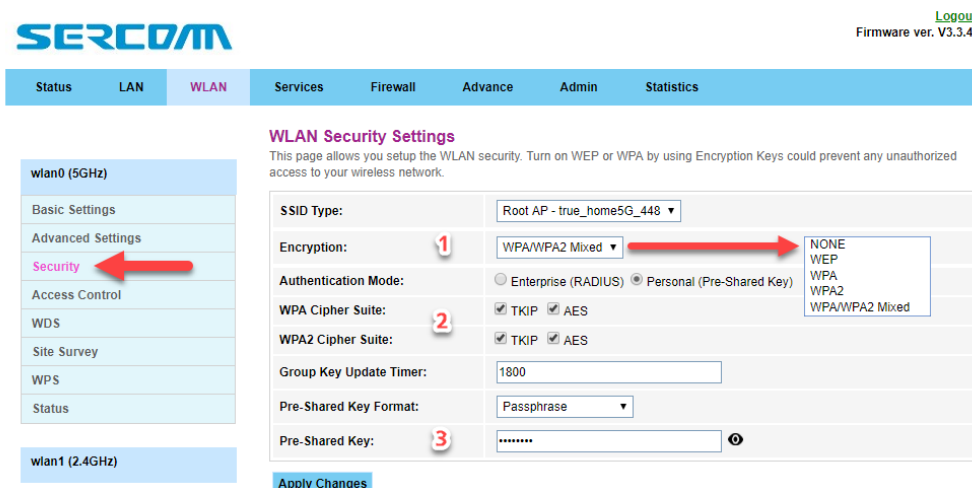 SERCOMM
Logou
Firmware ver. V3.3.4
Status LAN WLAN Services Firewall Advance Admin Statistics
WLAN Security Settings
This page allows you setup the WLAN security. Turn on WEP or WPA by using Encryption Keys could prevent any unauthorized
access to your wireless network.
wlan0 (5GHz)
Basic Settings
Advanced Settings
Security
Access Control
WDS
Site Survey
WPS
Status
wlan1 (2.4GHz)
SSID Type: Root AP - true_home5G_448
Encryption: 1 WPA/WPA2 Mixed
NONE
WEP
WPA
WPA2
WPA/WPA2 Mixed
Authentication Mode: Enterprise (RADIUS) Personal (Pre-Shared Key)
WPA Cipher Suite: TKIP AES
2
WPA2 Cipher Suite: TKIP AES
Group Key Update Timer: 1800
Pre-Shared Key Format: Passphrase
Pre-Shared Key: 3 ••••••••
Apply Changes